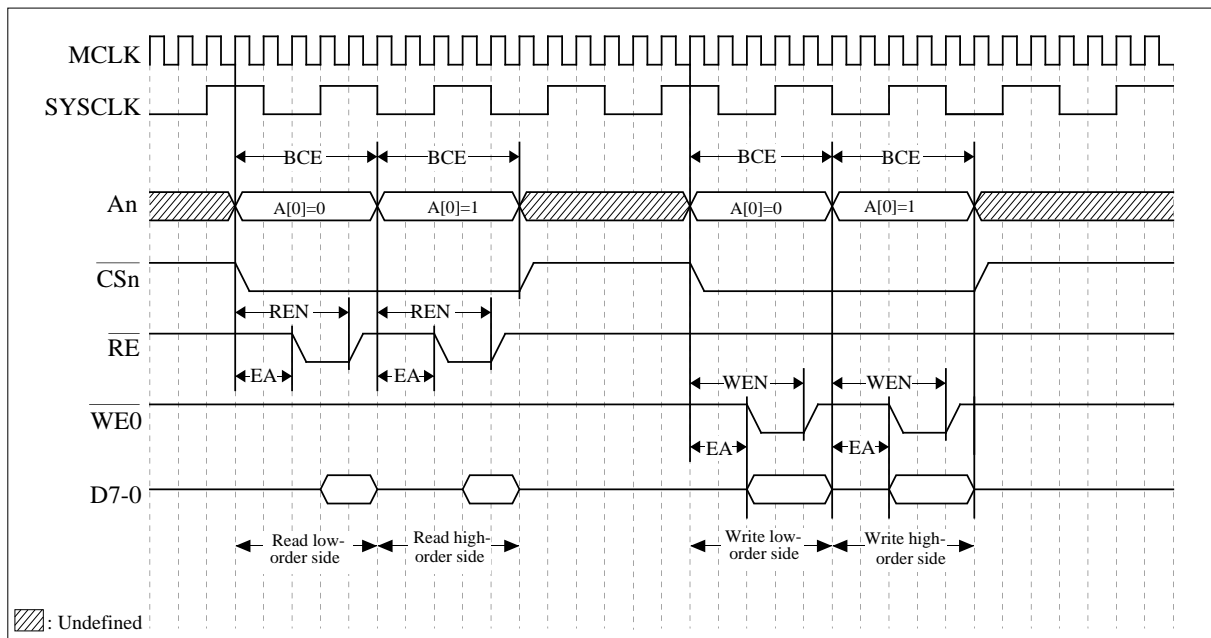 MCLK
SYSCLK
BCE BCE BCE BCE
An A[0]=0 A[0]=1 A[0]=0 A[0]=1
CSn
REN REN
RE
EA EA
WEN WEN
WE0
EA EA
D7-0
Read low-order side
Read high-order side
Write low-order side
Write high-order side
: Undefined